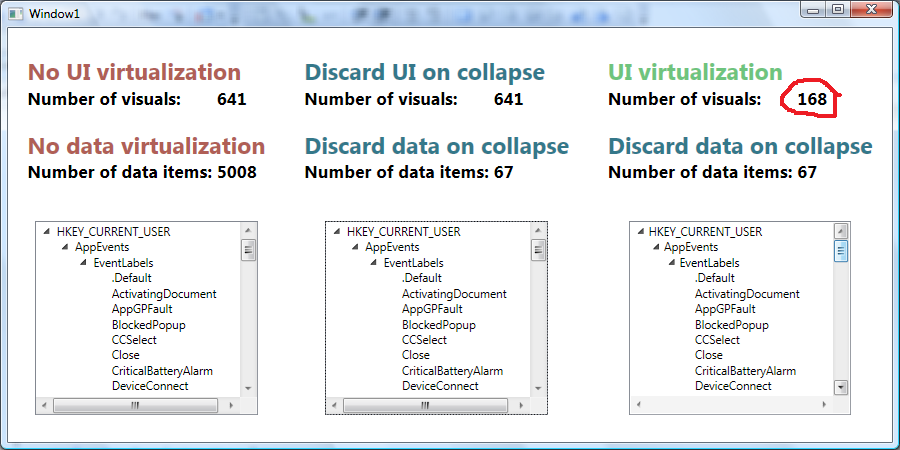 Window1
No UI virtualization
Number of visuals: 641
No data virtualization
Number of data items: 5008
HKEY_CURRENT_USER
AppEvents
EventLabels
.Default
ActivatingDocument
AppGPFault
BlockedPopup
CCSelect
Close
CriticalBatteryAlarm
DeviceConnect
Discard UI on collapse
Number of visuals: 641
Discard data on collapse
Number of data items: 67
HKEY_CURRENT_USER
AppEvents
EventLabels
.Default
ActivatingDocument
AppGPFault
BlockedPopup
CCSelect
Close
CriticalBatteryAlarm
DeviceConnect
UI virtualization
Number of visuals: 168
Discard data on collapse
Number of data items: 67
HKEY_CURRENT_USER
AppEvents
EventLabels
.Default
ActivatingDocument
AppGPFault
BlockedPopup
CCSelect
Close
CriticalBatteryAlarm
DeviceConnect